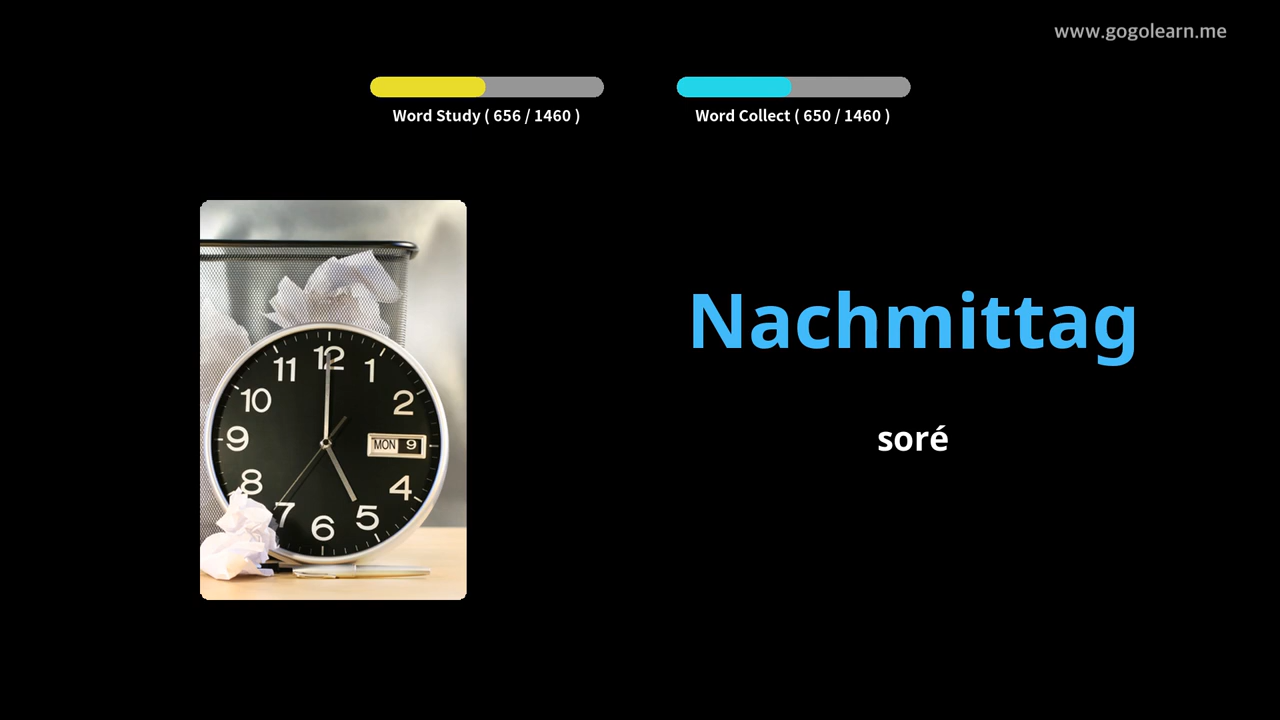 www.gogolearn.me
Word Study ( 656 / 1460 )
Word Collect ( 650 / 1460 )
Nachmittag
soré
12
11
1
10
2
9
MON 9
8
4
7
5
6